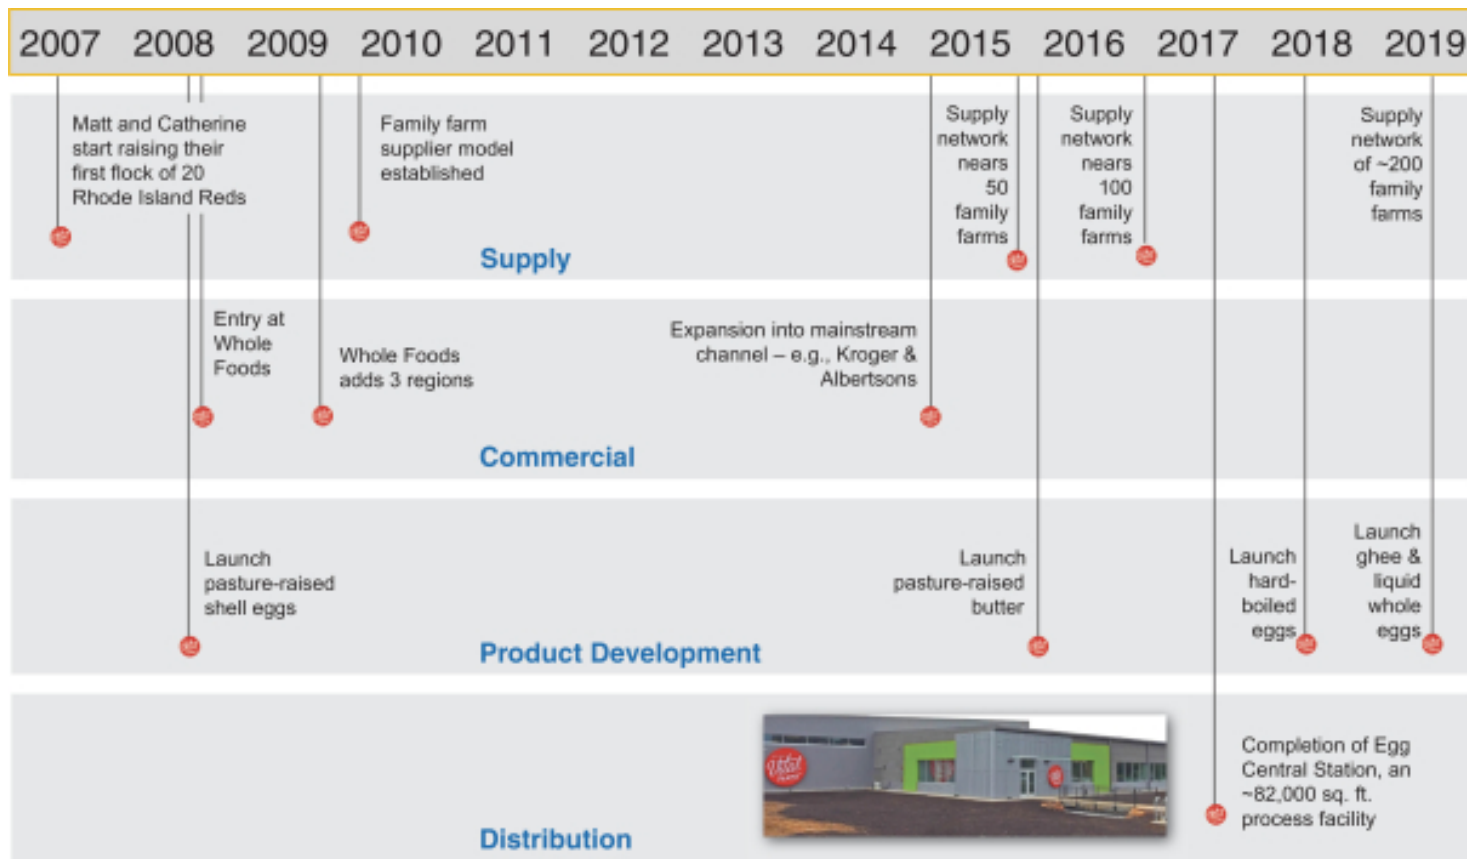 2007 2008 2009 2010 2011 2012 2013 2014 2015 2016 2017 2018 2019
Matt and Catherine
start raising their
first flock of 20
Rhode Island Reds
Family farm
supplier model
established
Supply
network
nears
50
family
farms
Supply
network
nears
100
family
farms
Supply
network
of ~200
family
farms
Supply
Entry at
Whole
Foods
Whole Foods
adds 3 regions
Expansion into mainstream
channel – e.g., Kroger &
Albertsons
Commercial
Launch
pasture-raised
shell eggs
Launch
pasture-raised
butter
Launch
hard-
boiled
eggs
Launch
ghee &
liquid
whole
eggs
Product Development
Vital
Completion of Egg
Central Station, an
~82,000 sq. ft.
process facility
Distribution